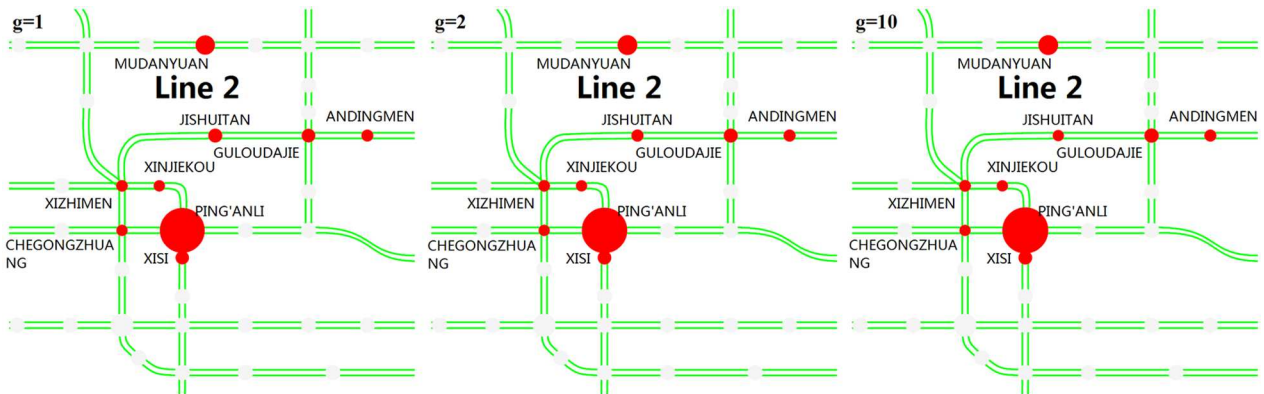 g=1
MUDANYUAN
Line 2
JISHUITAN
ANDINGMEN
GULOUDAJIE
XINJIEKOU
XIZHIMEN
PING'ANLI
CHEGONGZHUA
NG
XISI
g=2
MUDANYUAN
Line 2
JISHUITAN
ANDINGMEN
GULOUDAJIE
XINJIEKOU
XIZHIMEN
PING'ANLI
CHEGONGZHUA
NG
XISI
g=10
MUDANYUAN
Line 2
JISHUITAN
ANDINGMEN
GULOUDAJIE
XINJIEKOU
XIZHIMEN
PING'ANLI
CHEGONGZHUA
NG
XISI